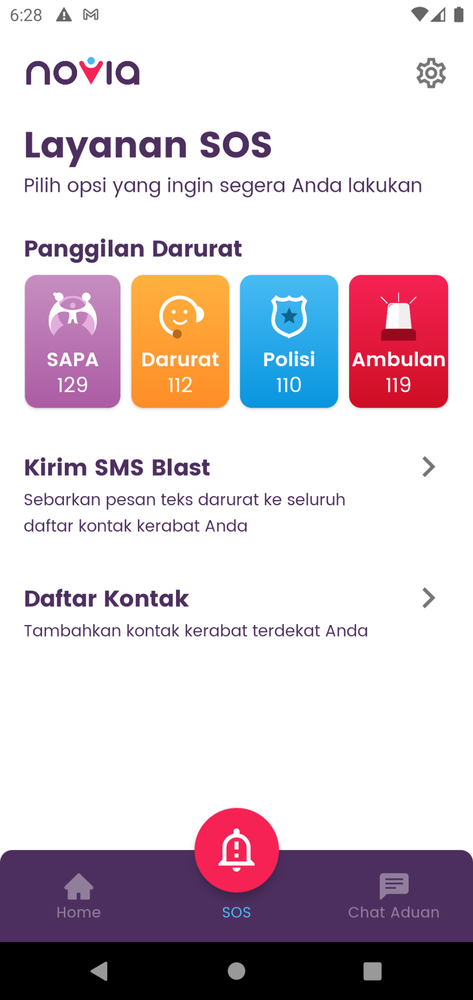 6:28
novia
Layanan SOS
Pilih opsi yang ingin segera Anda lakukan
Panggilan Darurat
SAPA
129
Darurat
112
Polisi
110
Ambulan
119
Kirim SMS Blast
Sebarkan pesan teks darurat ke seluruh
daftar kontak kerabat Anda
Daftar Kontak
Tambahkan kontak kerabat terdekat Anda
Home
SOS
Chat Aduan